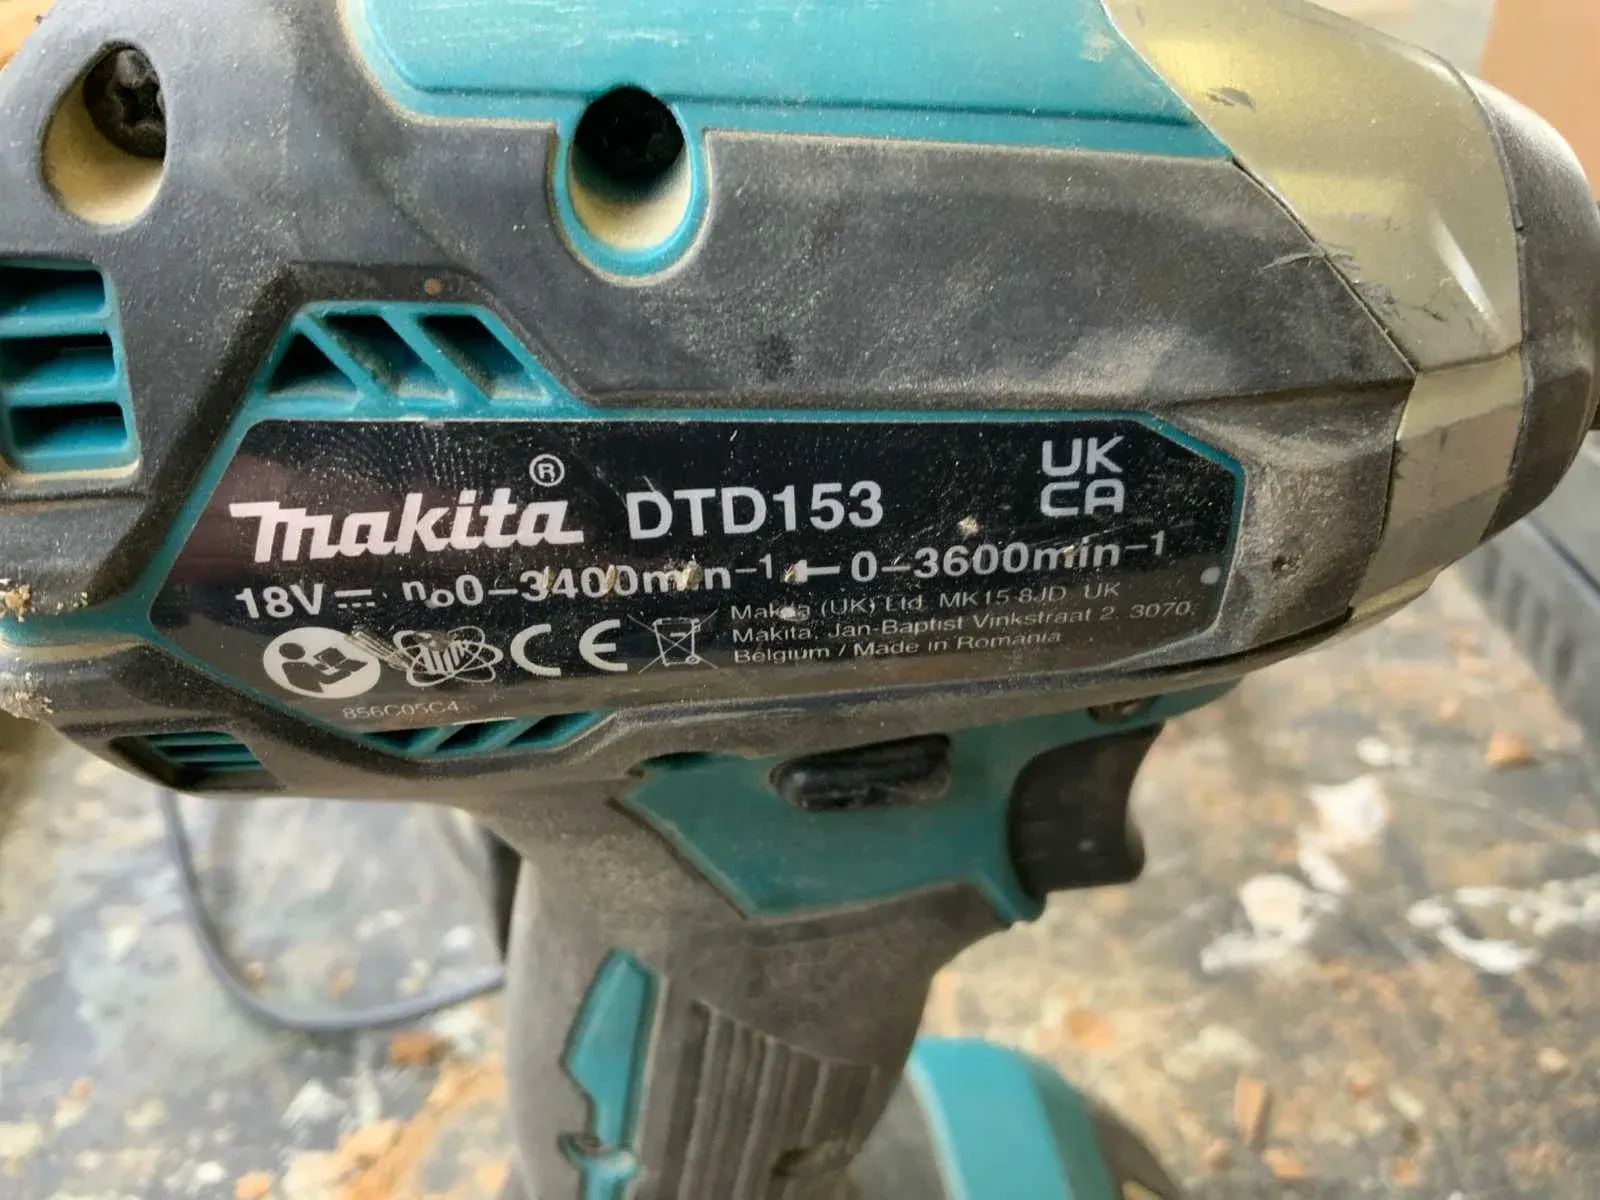 Makita® DTD153
UK
CA
18V n₀0-3400min⁻¹ 0-3600min⁻¹
Makita (UK) Ltd. MK15 8JD UK
Makita, Jan-Baptist Vinkstraat 2, 3070,
Belgium / Made in Romania
CE
856C05C4